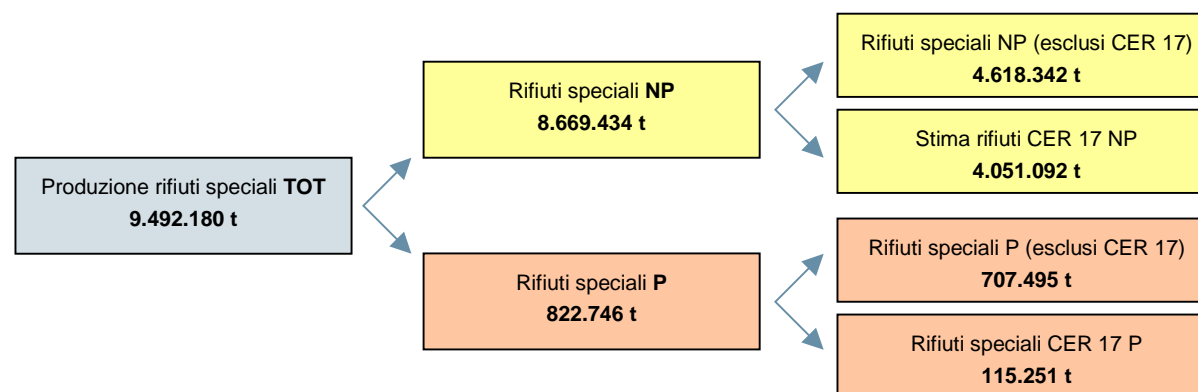 Produzione rifiuti speciali TOT
9.492.180 t
Rifiuti speciali NP
8.669.434 t
Rifiuti speciali NP (esclusi CER 17)
4.618.342 t
Stima rifiuti CER 17 NP
4.051.092 t
Rifiuti speciali P
822.746 t
Rifiuti speciali P (esclusi CER 17)
707.495 t
Rifiuti speciali CER 17 P
115.251 t